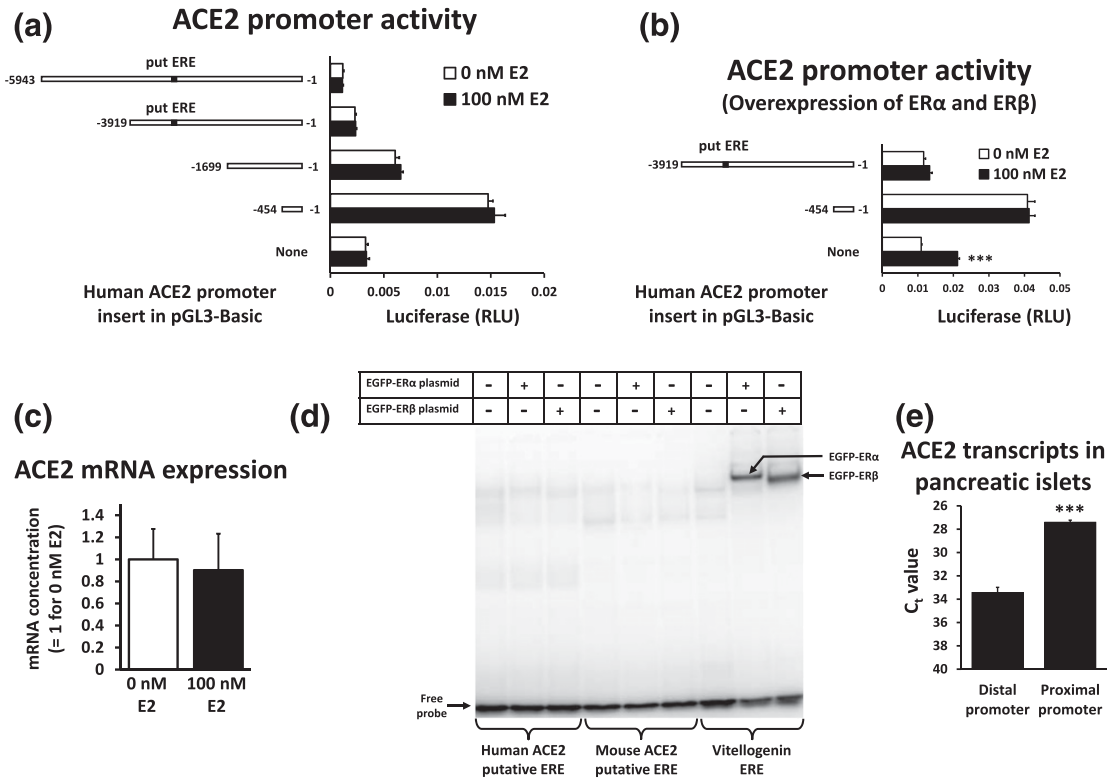 (a)
ACE2 promoter activity
put ERE
-5943
-1
put ERE
-3919
-1
-1699
-1
-454
-1
None
0 nM E2
100 nM E2
0
0.005
0.01
0.015
0.02
Human ACE2 promoter
insert in pGL3-Basic
Luciferase (RLU)
(b)
ACE2 promoter activity
(Overexpression of ERα and ERβ)
put ERE
-3919
-1
-454
-1
None
0 nM E2
100 nM E2
***
0
0.01
0.02
0.03
0.04
0.05
Human ACE2 promoter
insert in pGL3-Basic
Luciferase (RLU)
(c)
ACE2 mRNA expression
mRNA concentration
(= 1 for 0 nM E2)
1.4
1.2
1
0.8
0.6
0.4
0.2
0
0 nM
E2
100 nM
E2
(d)
EGFP-ERα plasmid - + - - + - - + -
EGFP-ERβ plasmid - - + - - + - - +
EGFP-ERα
EGFP-ERβ
Free
probe
Human ACE2
putative ERE
Mouse ACE2
putative ERE
Vitellogenin
ERE
(e)
ACE2 transcripts in
pancreatic islets
***
Ct value
26
28
30
32
34
33
36
38
40
Distal
promoter
Proximal
promoter